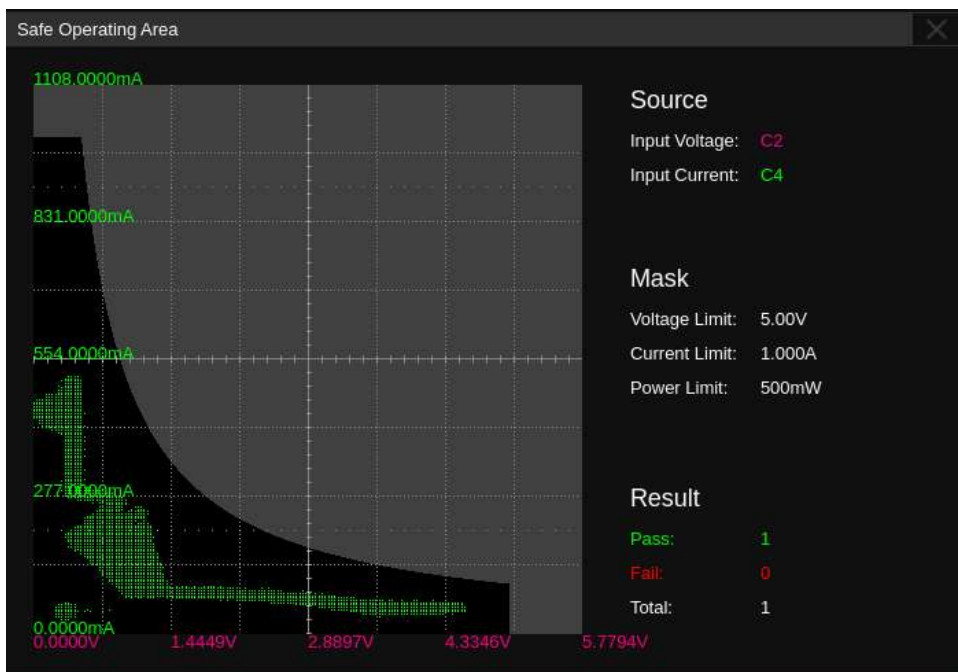 Safe Operating Area
1108.0000mA
831.0000mA
554.0000mA
277.0000mA
0.0000mA
0.0000V 1.4449V 2.8897V 4.3346V 5.7794V
Source
Input Voltage: C2
Input Current: C4
Mask
Voltage Limit: 5.00V
Current Limit: 1.000A
Power Limit: 500mW
Result
Pass: 1
Fail: 0
Total: 1